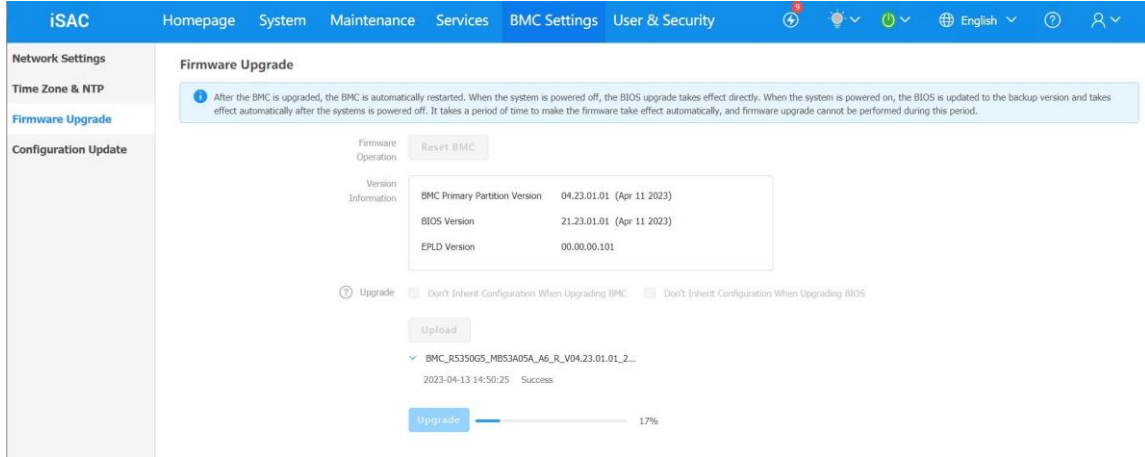 iSAC Homepage System Maintenance Services BMC Settings User & Security 9 English
Network Settings
Time Zone & NTP
Firmware Upgrade
Configuration Update
Firmware Upgrade
After the BMC is upgraded, the BMC is automatically restarted. When the system is powered off, the BIOS upgrade takes effect directly. When the system is powered on, the BIOS is updated to the backup version and takes
effect automatically after the systems is powered off. It takes a period of time to make the firmware take effect automatically, and firmware upgrade cannot be performed during this period.
Firmware
Operation
Reset BMC
Version
Information
BMC Primary Partition Version 04.23.01.01 (Apr 11 2023)
BIOS Version 21.23.01.01 (Apr 11 2023)
EPLD Version 00.00.00.101
? Upgrade Don't Inherit Configuration When Upgrading BMC Don't Inherit Configuration When Upgrading BIOS
Upload
BMC_R5350G5_MB53A05A_A6_R_V04.23.01.01_2...
2023-04-13 14:50:25 Success
Upgrade 17%